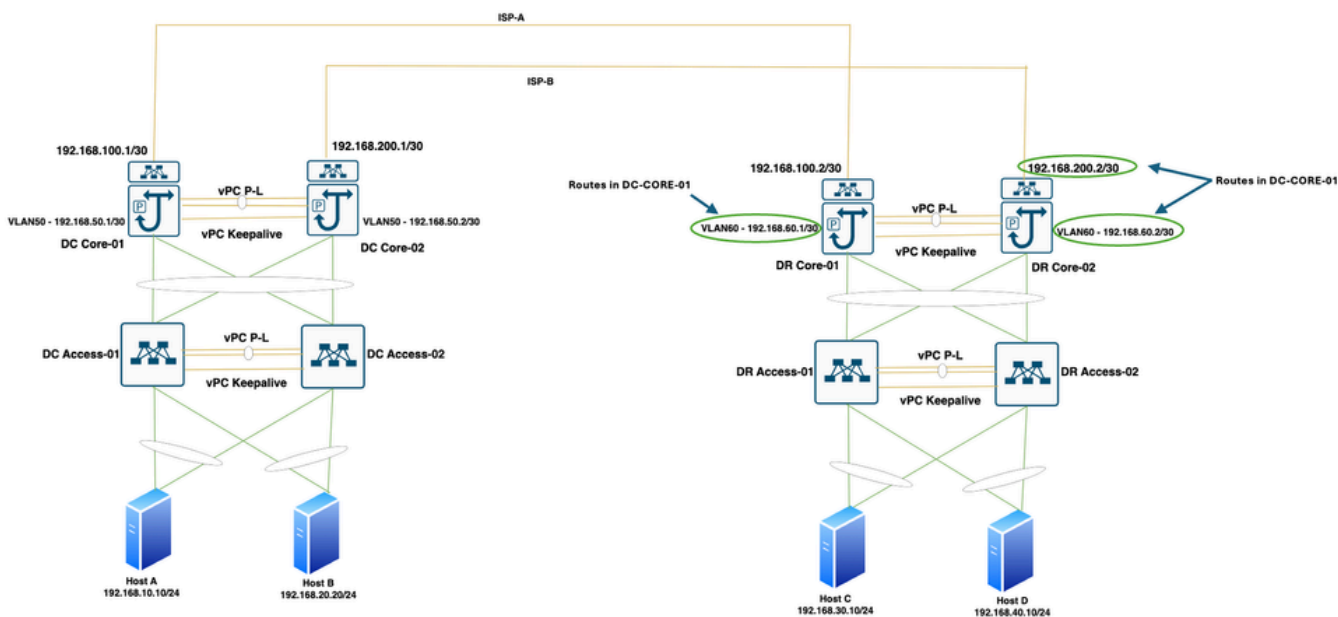 ISP-A
ISP-B
192.168.100.1/30
192.168.200.1/30
vPC P-L
P
P
VLAN50 - 192.168.50.1/30
VLAN50 - 192.168.50.2/30
vPC Keepalive
DC Core-01
DC Core-02
vPC P-L
DC Access-01
DC Access-02
vPC Keepalive
Host A
192.168.10.10/24
Host B
192.168.20.20/24
192.168.100.2/30
192.168.200.2/30
Routes in DC-CORE-01
Routes in DC-CORE-01
vPC P-L
P
P
VLAN60 - 192.168.60.1/30
VLAN60 - 192.168.60.2/30
vPC Keepalive
DR Core-01
DR Core-02
vPC P-L
DR Access-01
DR Access-02
vPC Keepalive
Host C
192.168.30.10/24
Host D
192.168.40.10/24